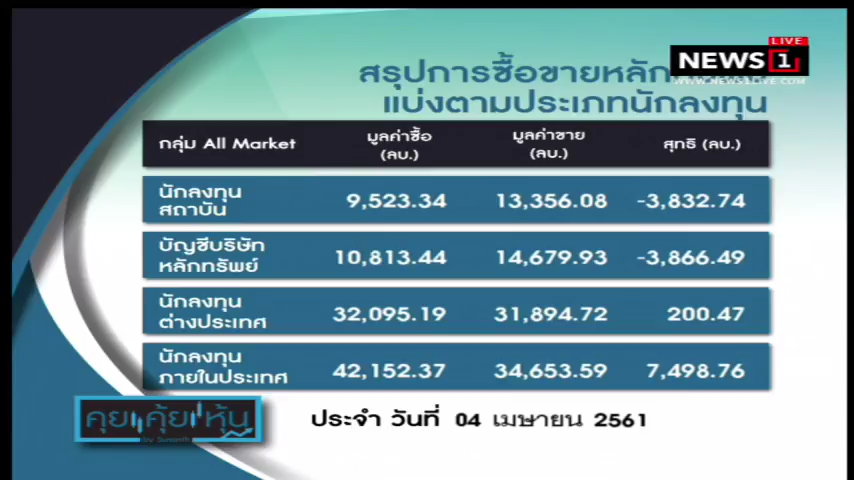 LIVE
NEWS 1
WWW.NEWS1LIVE.COM
สรุปการซื้อขาย
แบ่งตามประเภทนักลงทุน
กลุ่ม All Market มูลค่าซื้อ (ลบ.) มูลค่าขาย (ลบ.) สุทธิ (ลบ.)
นักลงทุน
สถาบัน 9,523.34 13,356.08 -3,832.74
บัญชีบริษัท
หลักทรัพย์ 10,813.44 14,679.93 -3,866.49
นักลงทุน
ต่างประเทศ 32,095.19 31,894.72 200.47
นักลงทุน
ภายในประเทศ 42,152.37 34,653.59 7,498.76
คุย คุ้ย หุ้น
ประจำ วันที่ 04 เมษายน 2561